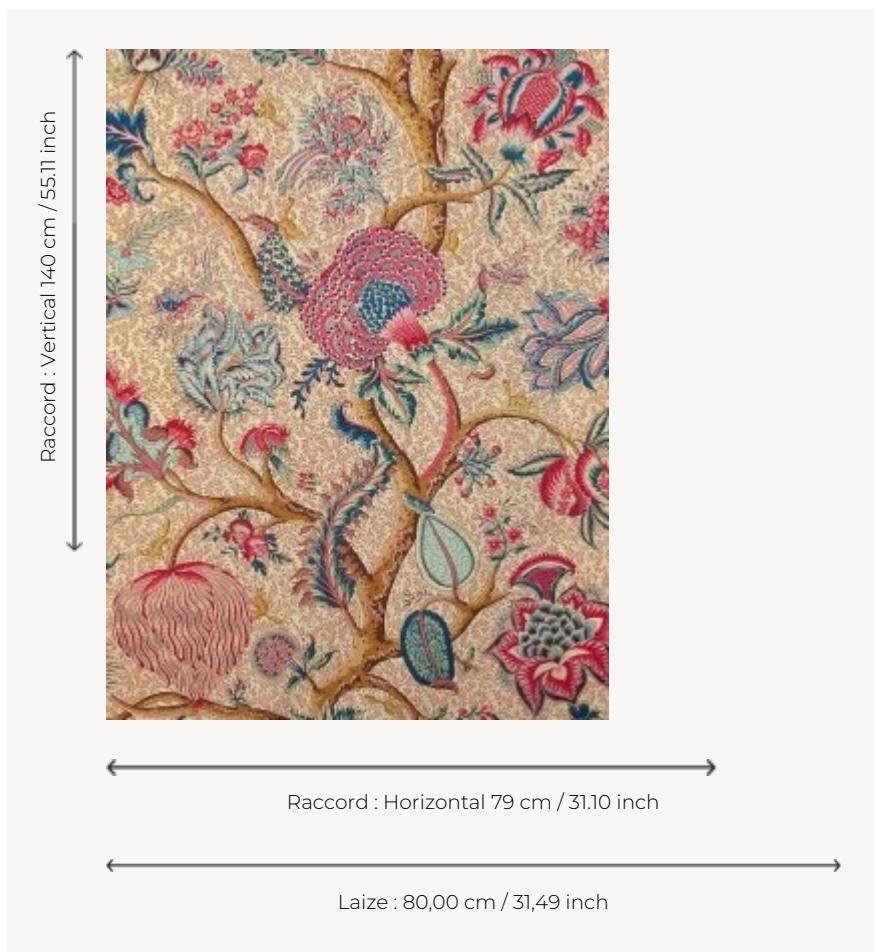 Raccord : Vertical 140 cm / 55.11 inch
Raccord : Horizontal 79 cm / 31.10 inch
Laize : 80,00 cm / 31,49 inch